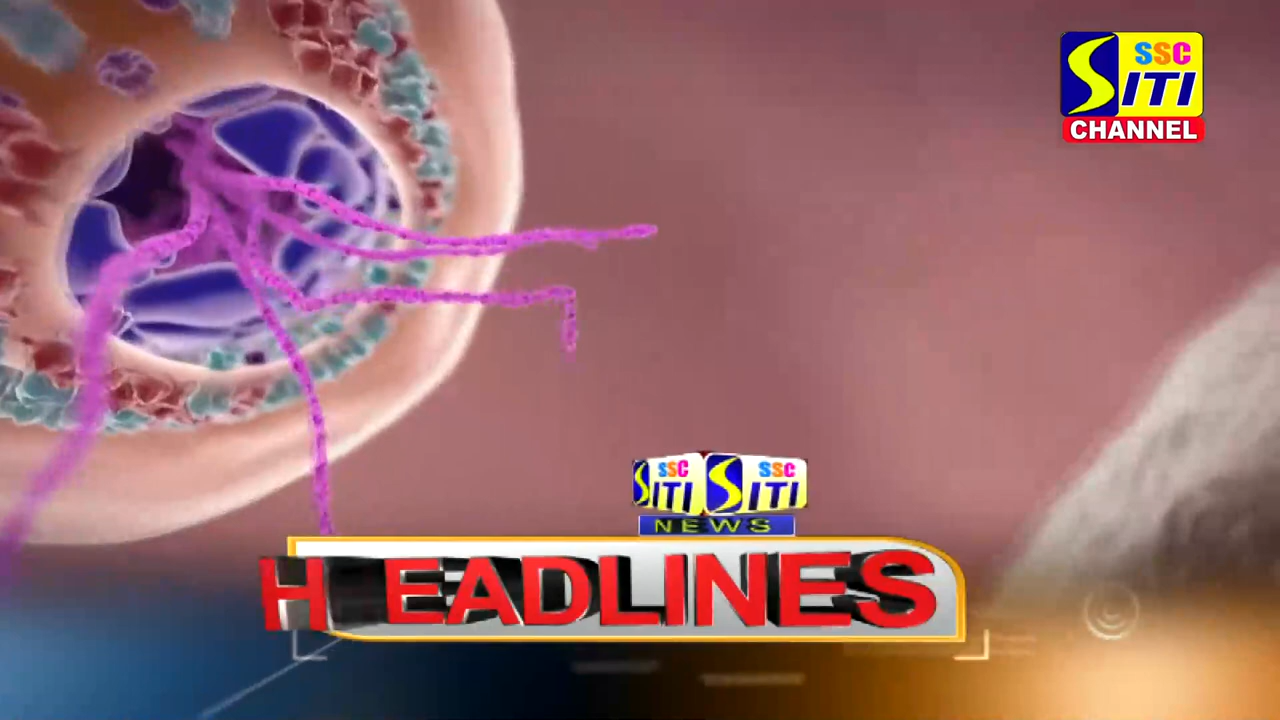 SSC
SITI
CHANNEL
SSC SSC
SITI SITI
NEWS
HEADLINES